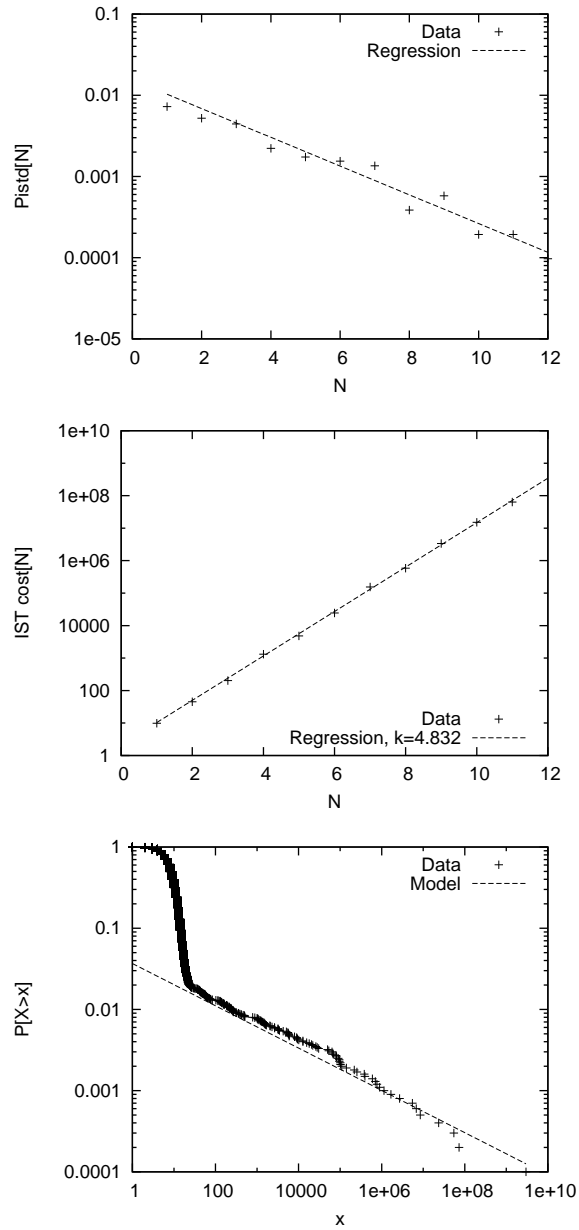 0.1
Data
Regression
0.01
Pistd[N]
0.001
0.0001
1e-05
0 2 4 6 8 10 12
N
1e+10
1e+08
IST cost[N]
1e+06
10000
100
Data
Regression, k=4.832
1
0 2 4 6 8 10 12
N
1
Data
Model
0.1
P[X>x]
0.01
0.001
0.0001
1 100 10000 1e+06 1e+08 1e+10
x